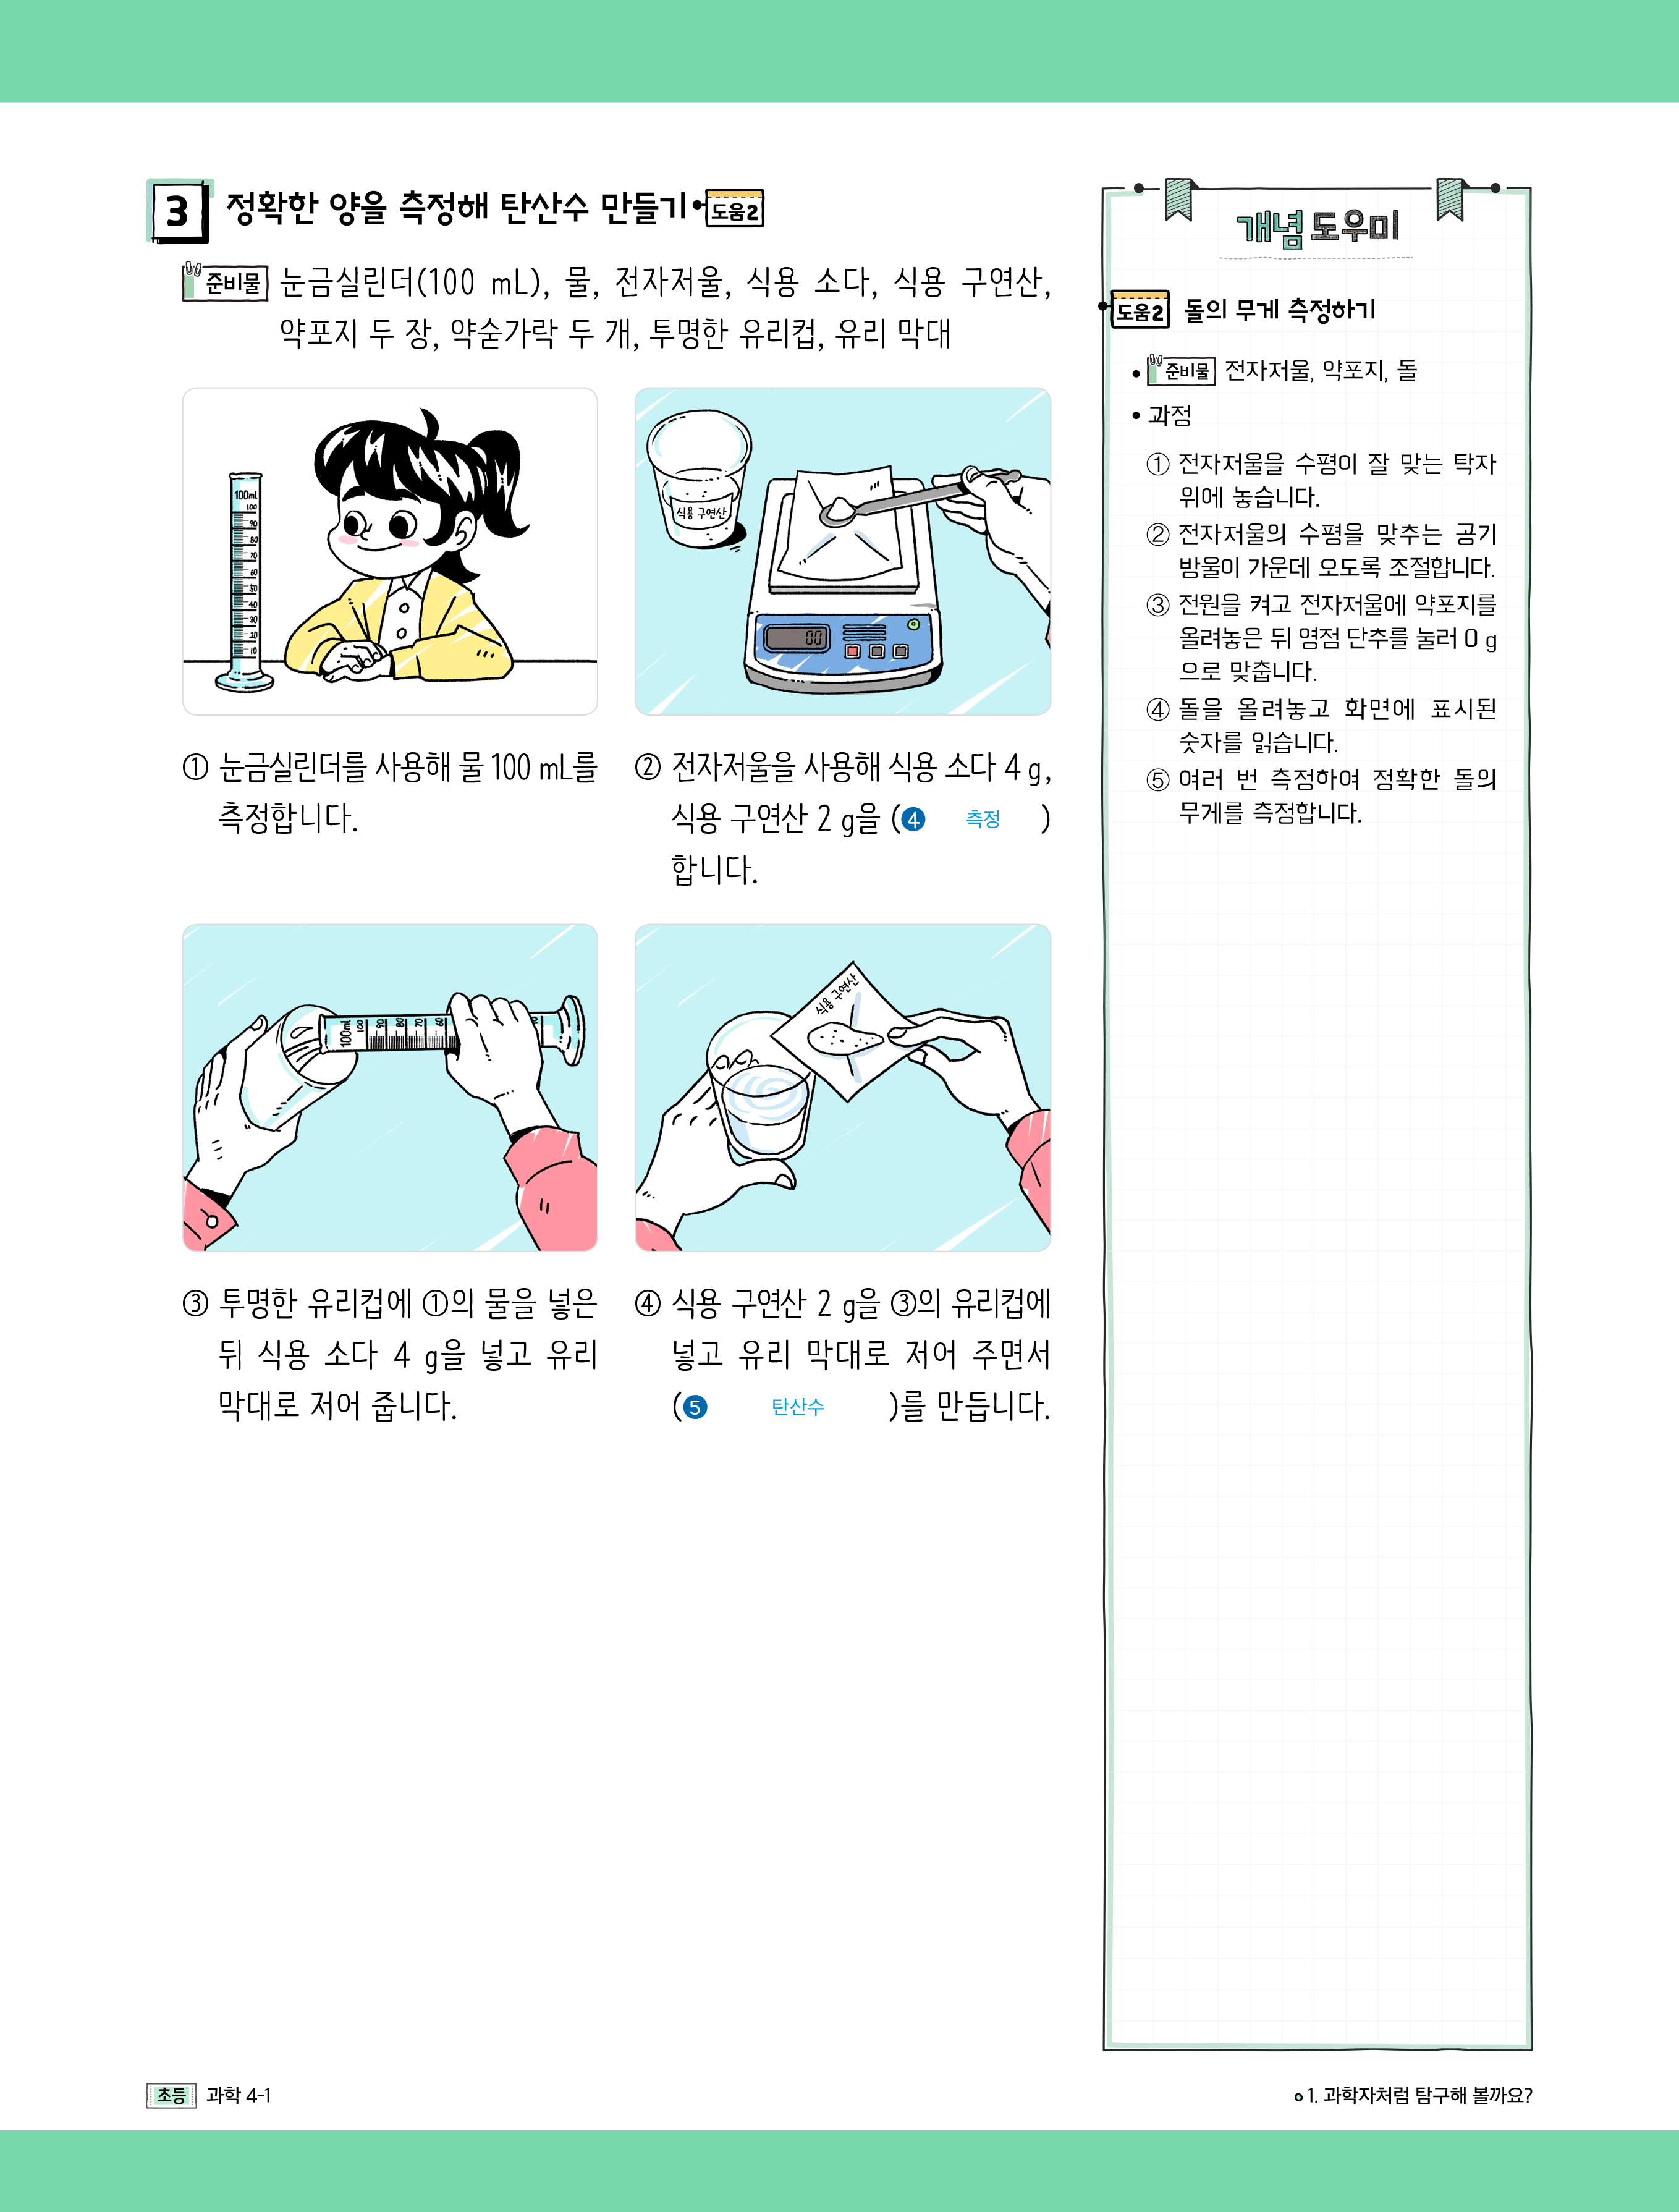 3 정확한 양을 측정해 탄산수 만들기 도움2
준비물 눈금실린더(100 mL), 물, 전자저울, 식용 소다, 식용 구연산,
약포지 두 장, 약숟가락 두 개, 투명한 유리컵, 유리 막대
100mL
100
90
80
70
60
50
40
30
20
10
식용 구연산
00
① 눈금실린더를 사용해 물 100 mL를
측정합니다.
② 전자저울을 사용해 식용 소다 4 g,
식용 구연산 2 g을 (❹ 측정 )
합니다.
100mL
100
90
80
70
60
식용 구연산
③ 투명한 유리컵에 ①의 물을 넣은
뒤 식용 소다 4 g을 넣고 유리
막대로 저어 줍니다.
④ 식용 구연산 2 g을 ③의 유리컵에
넣고 유리 막대로 저어 주면서
(❺ 탄산수 )를 만듭니다.
개념 도우미
도움2 돌의 무게 측정하기
• 준비물 전자저울, 약포지, 돌
• 과정
① 전자저울을 수평이 잘 맞는 탁자
위에 놓습니다.
② 전자저울의 수평을 맞추는 공기
방울이 가운데 오도록 조절합니다.
③ 전원을 켜고 전자저울에 약포지를
올려놓은 뒤 영점 단추를 눌러 0 g
으로 맞춥니다.
④ 돌을 올려놓고 화면에 표시된
숫자를 읽습니다.
⑤ 여러 번 측정하여 정확한 돌의
무게를 측정합니다.
초등 과학 4-1
1. 과학자처럼 탐구해 볼까요?